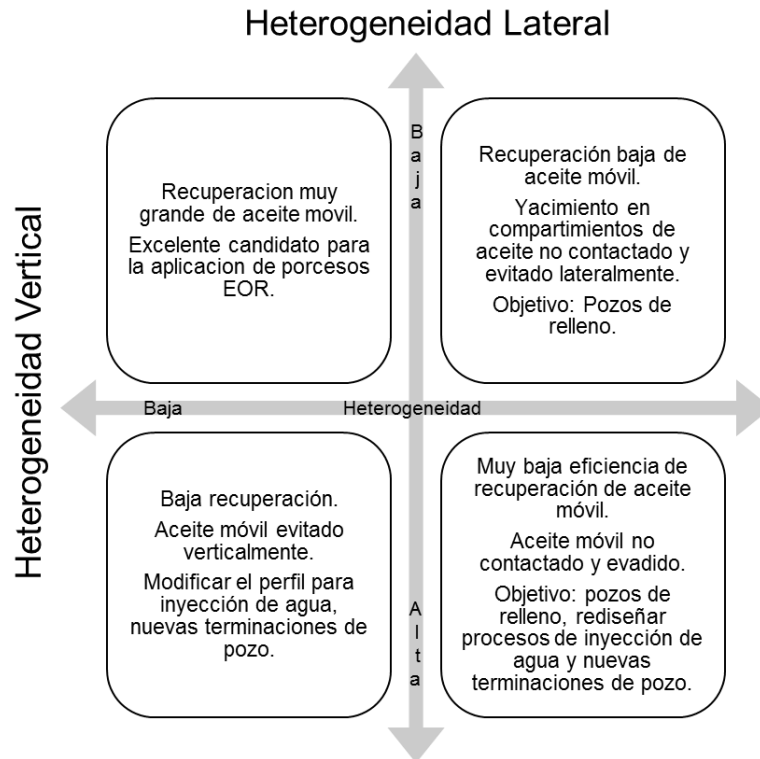 Heterogeneidad Lateral
Heterogeneidad Vertical
Baja
Recuperacion muy
grande de aceite movil.
Excelente candidato para
la aplicacion de porcesos
EOR.
Recuperación baja de
aceite móvil.
Yacimiento en
compartimientos de
aceite no contactado y
evitado lateralmente.
Objetivo: Pozos de
relleno.
Baja
Heterogeneidad
Baja recuperación.
Aceite móvil evitado
verticalmente.
Modificar el perfil para
inyección de agua,
nuevas terminaciones de
pozo.
Alta
Muy baja eficiencia de
recuperación de aceite
móvil.
Aceite móvil no
contactado y evadido.
Objetivo: pozos de
relleno, rediseñar
procesos de inyección de
agua y nuevas
terminaciones de pozo.